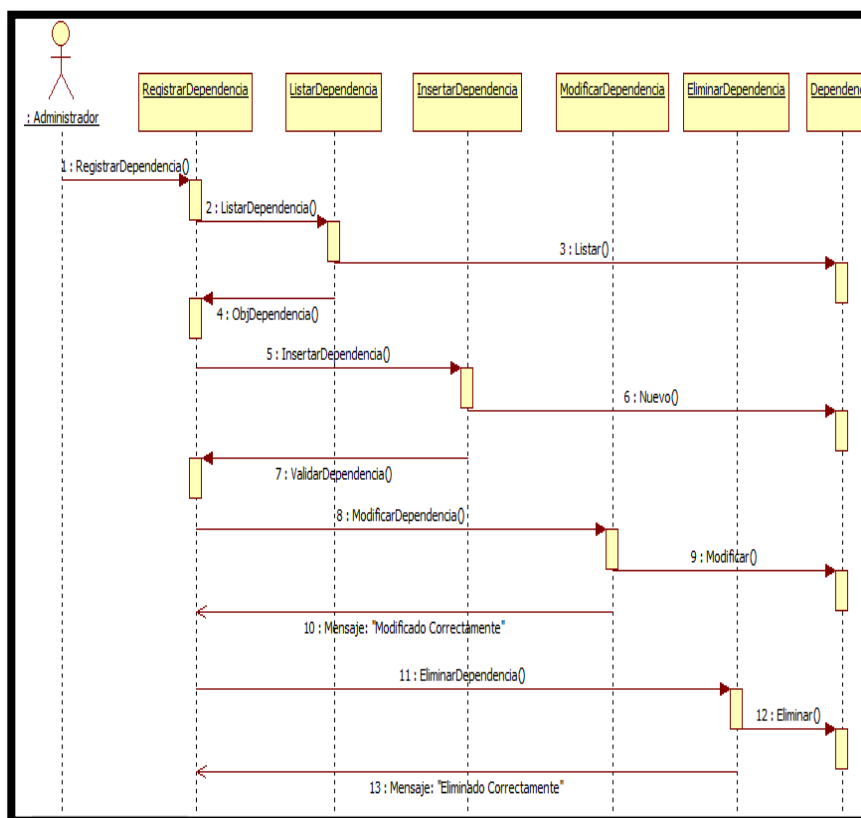 RegistrarDependencia
ListarDependencia
InsertarDependencia
ModificarDependencia
EliminarDependencia
: Administrador
1 : RegistrarDependencia()
2 : ListarDependencia()
3 : Listar()
4 : ObjDependencia()
5 : InsertarDependencia()
6 : Nuevo()
7 : ValidarDependencia()
8 : ModificarDependencia()
9 : Modificar()
10 : Mensaje: "Modificado Correctamente"
11 : EliminarDependencia()
12 : Eliminar()
13 : Mensaje: "Eliminado Correctamente"